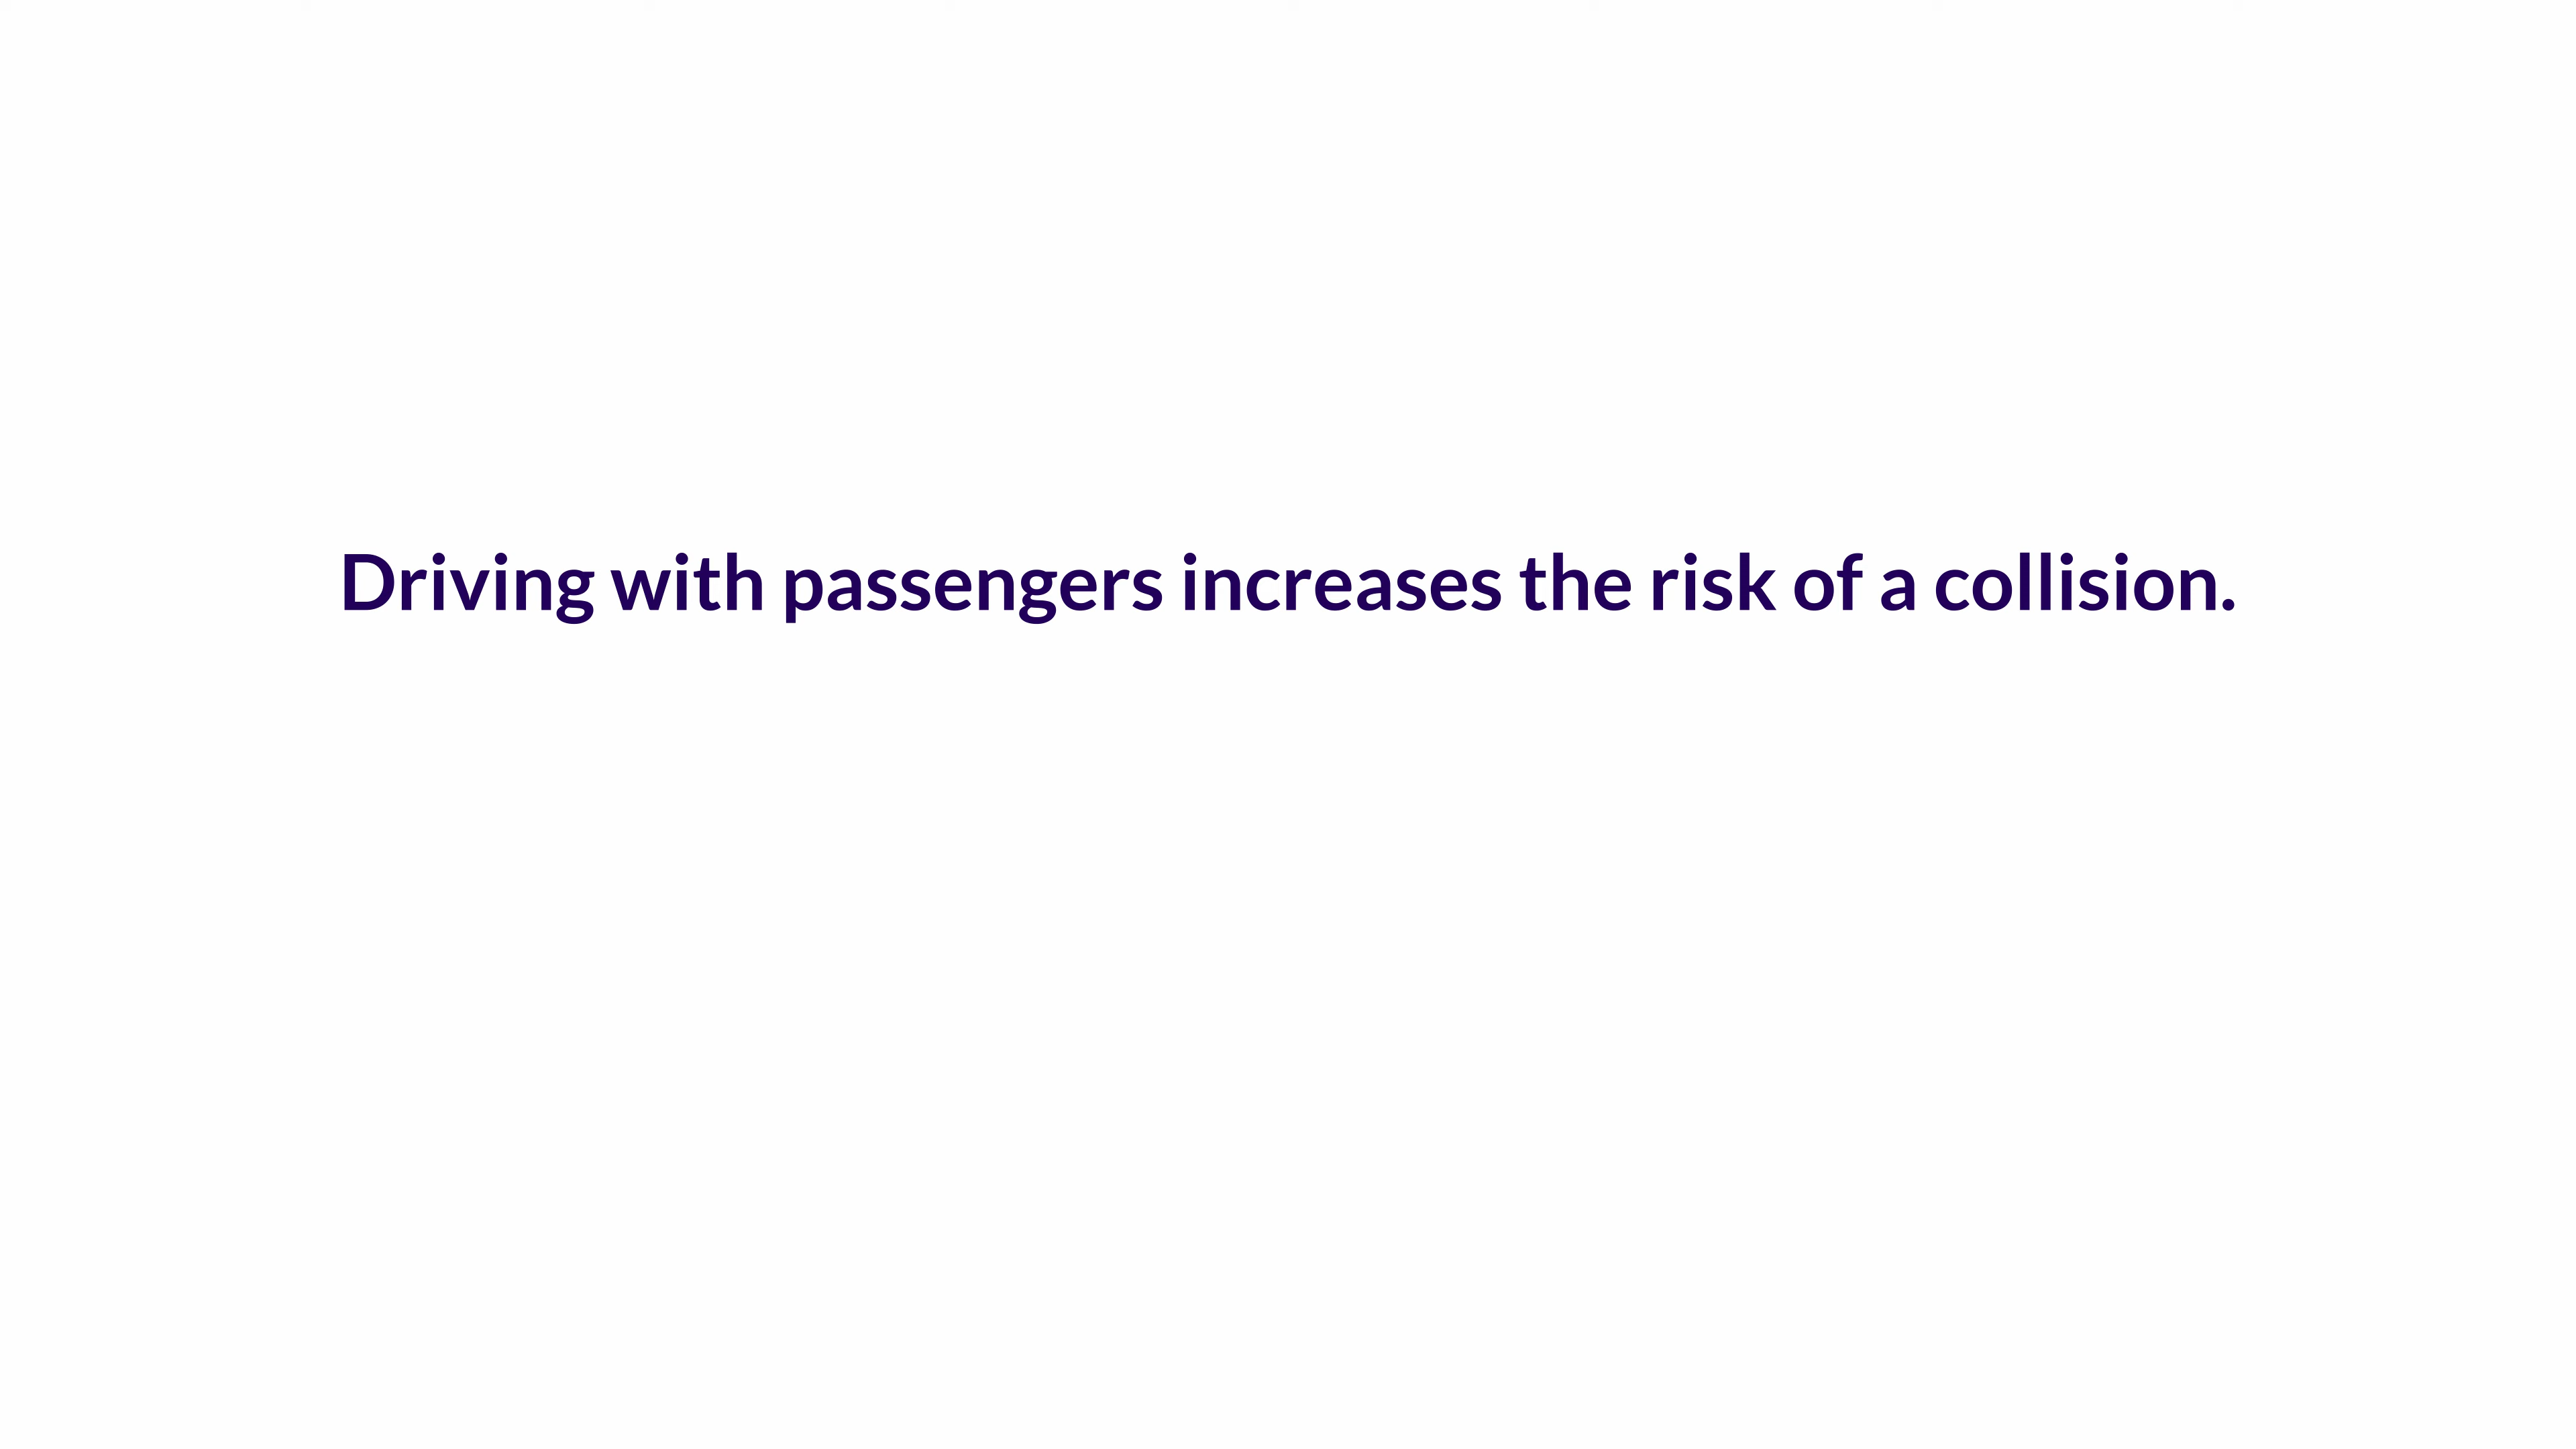 Driving with passengers increases the risk of a collision.